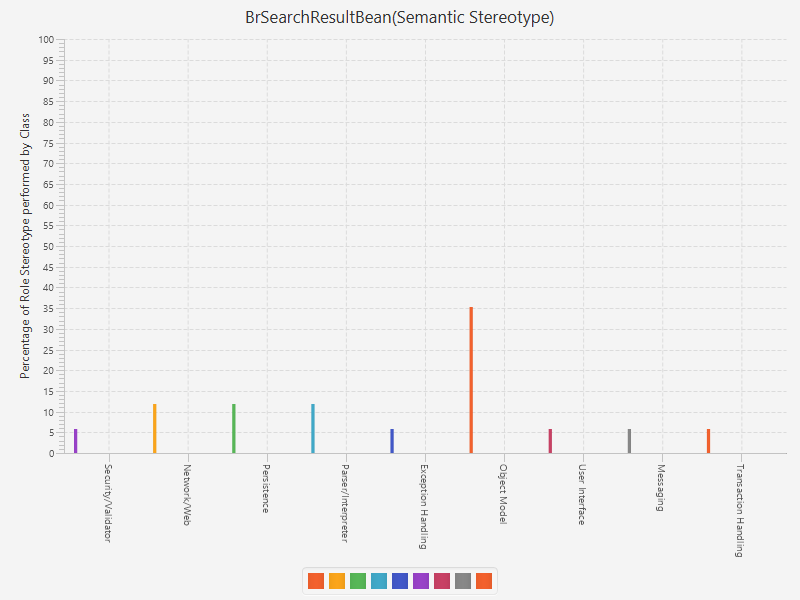 BrSearchResultBean(Semantic Stereotype)
Percentage of Role Stereotype performed by Class
100
95
90
85
80
75
70
65
60
55
50
45
40
35
30
25
20
15
10
5
0
Security/Validator
Network/Web
Persistence
Parser/Interpreter
Exception Handling
Object Model
User Interface
Messaging
Transaction Handling